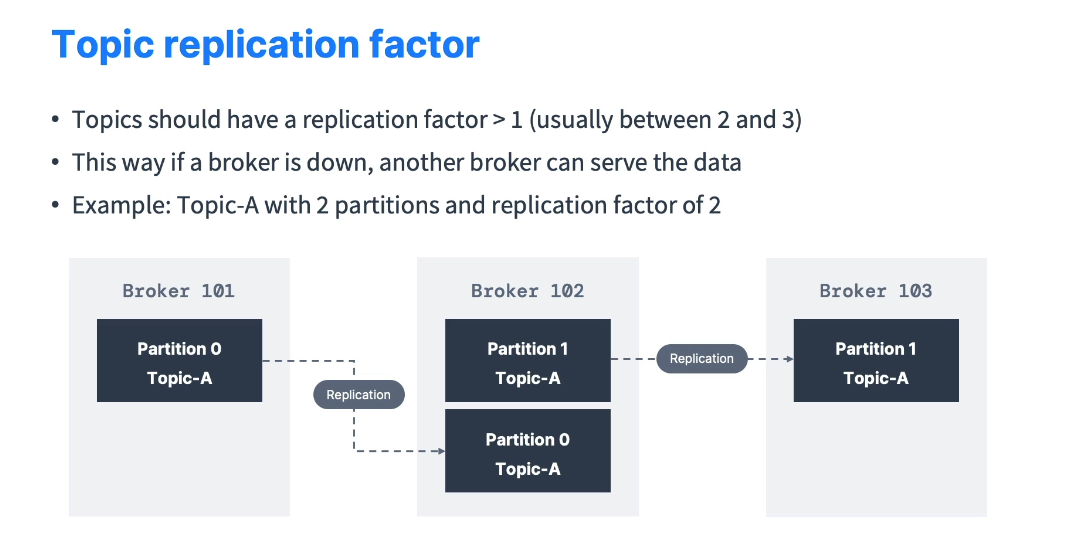 Topic replication factor
• Topics should have a replication factor > 1 (usually between 2 and 3)
• This way if a broker is down, another broker can serve the data
• Example: Topic-A with 2 partitions and replication factor of 2
Broker 101
Partition 0
Topic-A
Replication
Broker 102
Partition 1
Topic-A
Partition 0
Topic-A
Replication
Broker 103
Partition 1
Topic-A